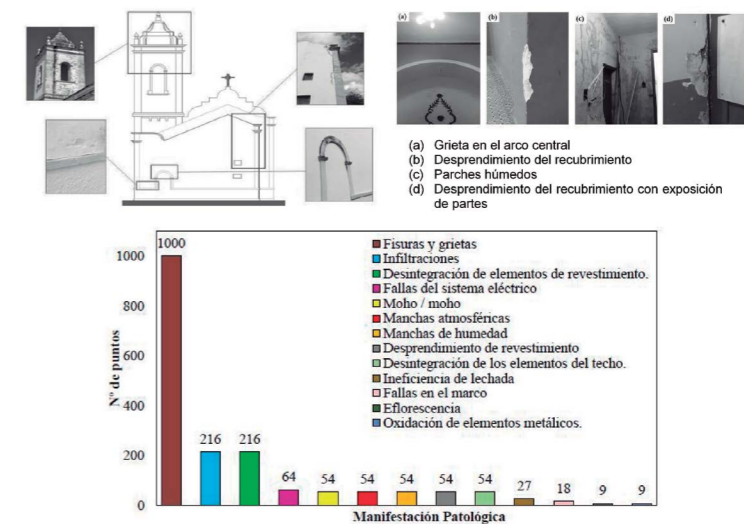 (a)
(b)
(c)
(d)
(a) Grieta en el arco central
(b) Desprendimiento del recubrimiento
(c) Parches húmedos
(d) Desprendimiento del recubrimiento con exposición
de partes
Nº de puntos
1000
800
600
400
200
0
1000
216
216
64
54
54
54
54
54
27
18
9
9
Fisuras y grietas
Infiltraciones
Desintegración de elementos de revestimiento.
Fallas del sistema eléctrico
Moho / moho
Manchas atmosféricas
Manchas de humedad
Desprendimiento de revestimiento
Desintegración de los elementos del techo.
Ineficiencia de lechada
Fallas en el marco
Eflorescencia
Oxidación de elementos metálicos.
Manifestación Patológica